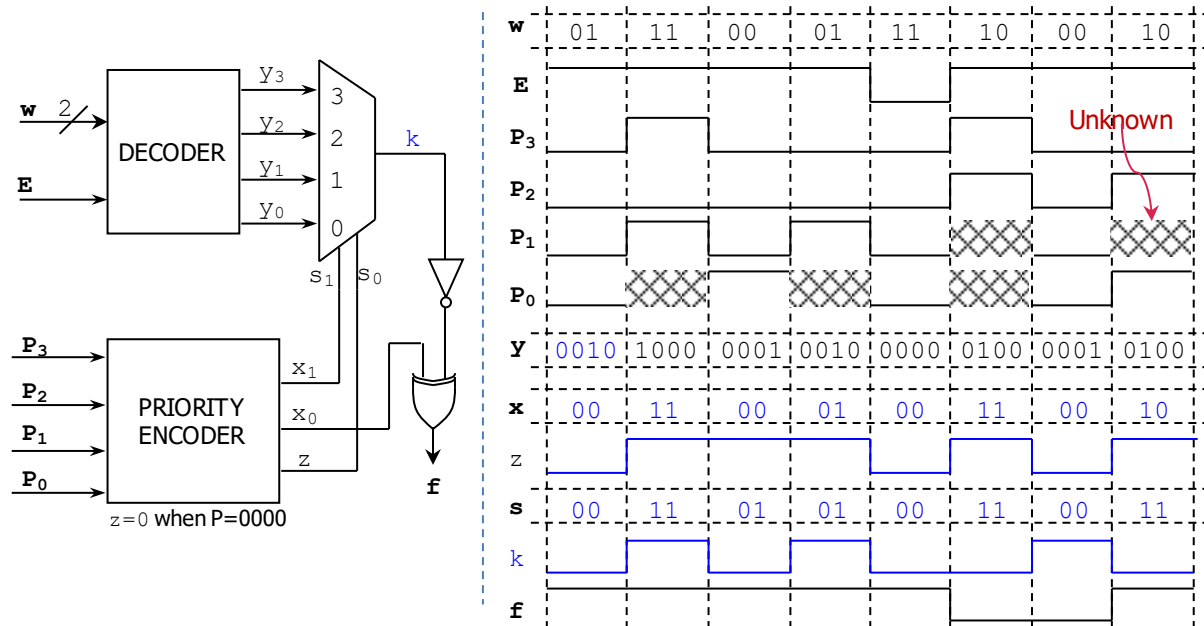 w 2
E
DECODER
y3
y2
y1
y0
3
2
1
0
k
s1 s0
P3
P2
P1
P0
PRIORITY
ENCODER
x1
x0
z
f
z=0 when P=0000
w 01 11 00 01 11 10 00 10
E
Unknown
P3
P2
P1
P0
y 0010 1000 0001 0010 0000 0100 0001 0100
x 00 11 00 01 00 11 00 10
z
s 00 11 01 01 00 11 00 11
k
f